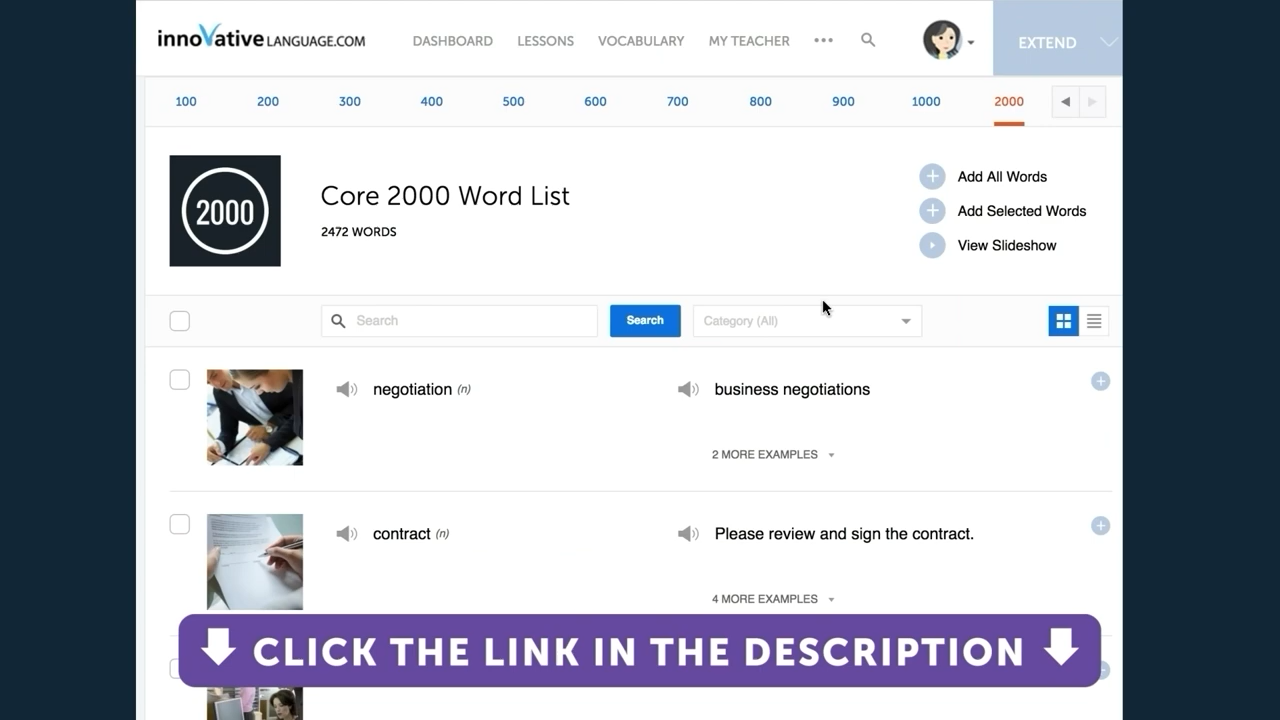 innoVative LANGUAGE.COM DASHBOARD LESSONS VOCABULARY MY TEACHER ••• EXTEND
100 200 300 400 500 600 700 800 900 1000 2000
2000
Core 2000 Word List
2472 WORDS
Add All Words
Add Selected Words
View Slideshow
Search Search Category (All)
negotiation (n) business negotiations
2 MORE EXAMPLES
contract (n) Please review and sign the contract.
4 MORE EXAMPLES
CLICK THE LINK IN THE DESCRIPTION